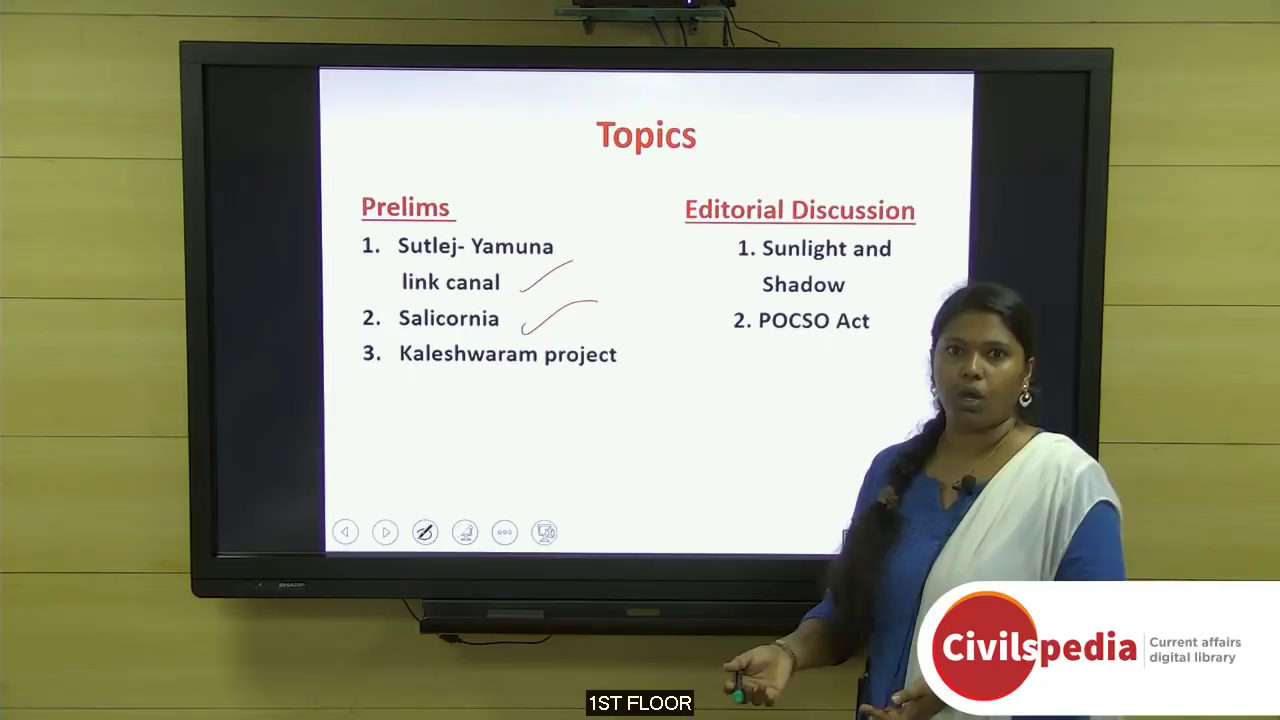 Topics
Prelims
1. Sutlej- Yamuna
link canal
2. Salicornia
3. Kaleshwaram project
Editorial Discussion
1. Sunlight and
Shadow
2. POCSO Act
SHARP
Civilspedia
Current affairs
digital library
1ST FLOOR